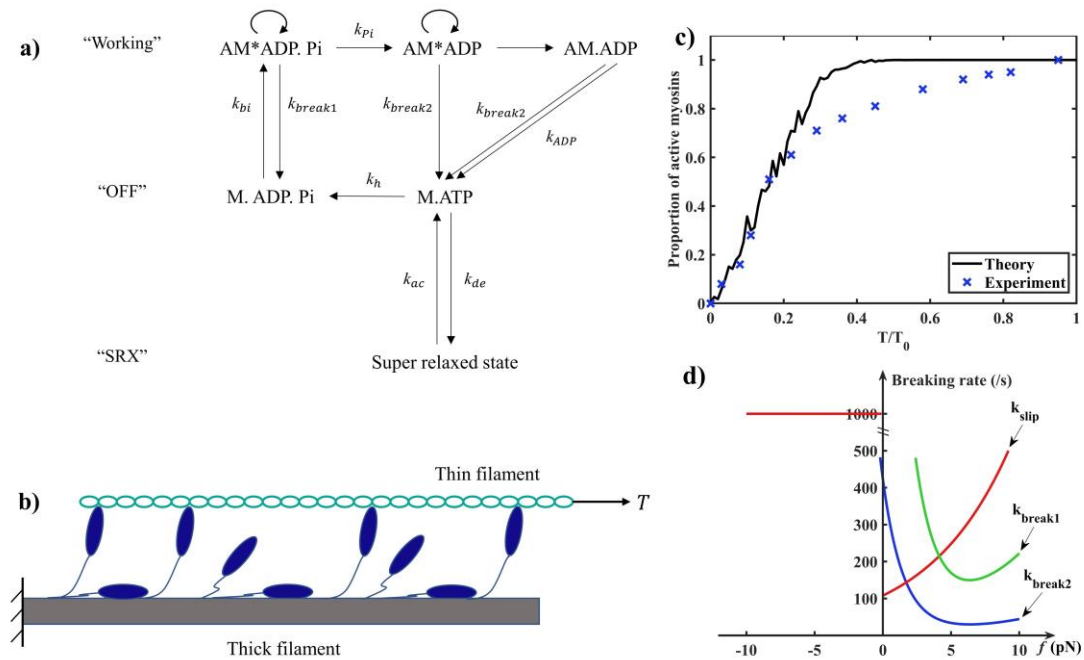 a)
“Working”
AM*ADP. Pi
k_Pi
AM*ADP
AM.ADP
k_bi
k_break1
k_break2
k_break2
k_ADP
“OFF”
M. ADP. Pi
k_h
M.ATP
k_ac
k_de
“SRX”
Super relaxed state
b)
Thin filament
T
Thick filament
c)
Proportion of active myosins
1
0.8
0.6
0.4
0.2
0
0
0.2
0.4
0.6
0.8
1
T/T_0
Theory
Experiment
d)
Breaking rate (/s)
1000
500
400
300
200
100
k_slip
k_break1
k_break2
-10
-5
0
5
10
f (pN)